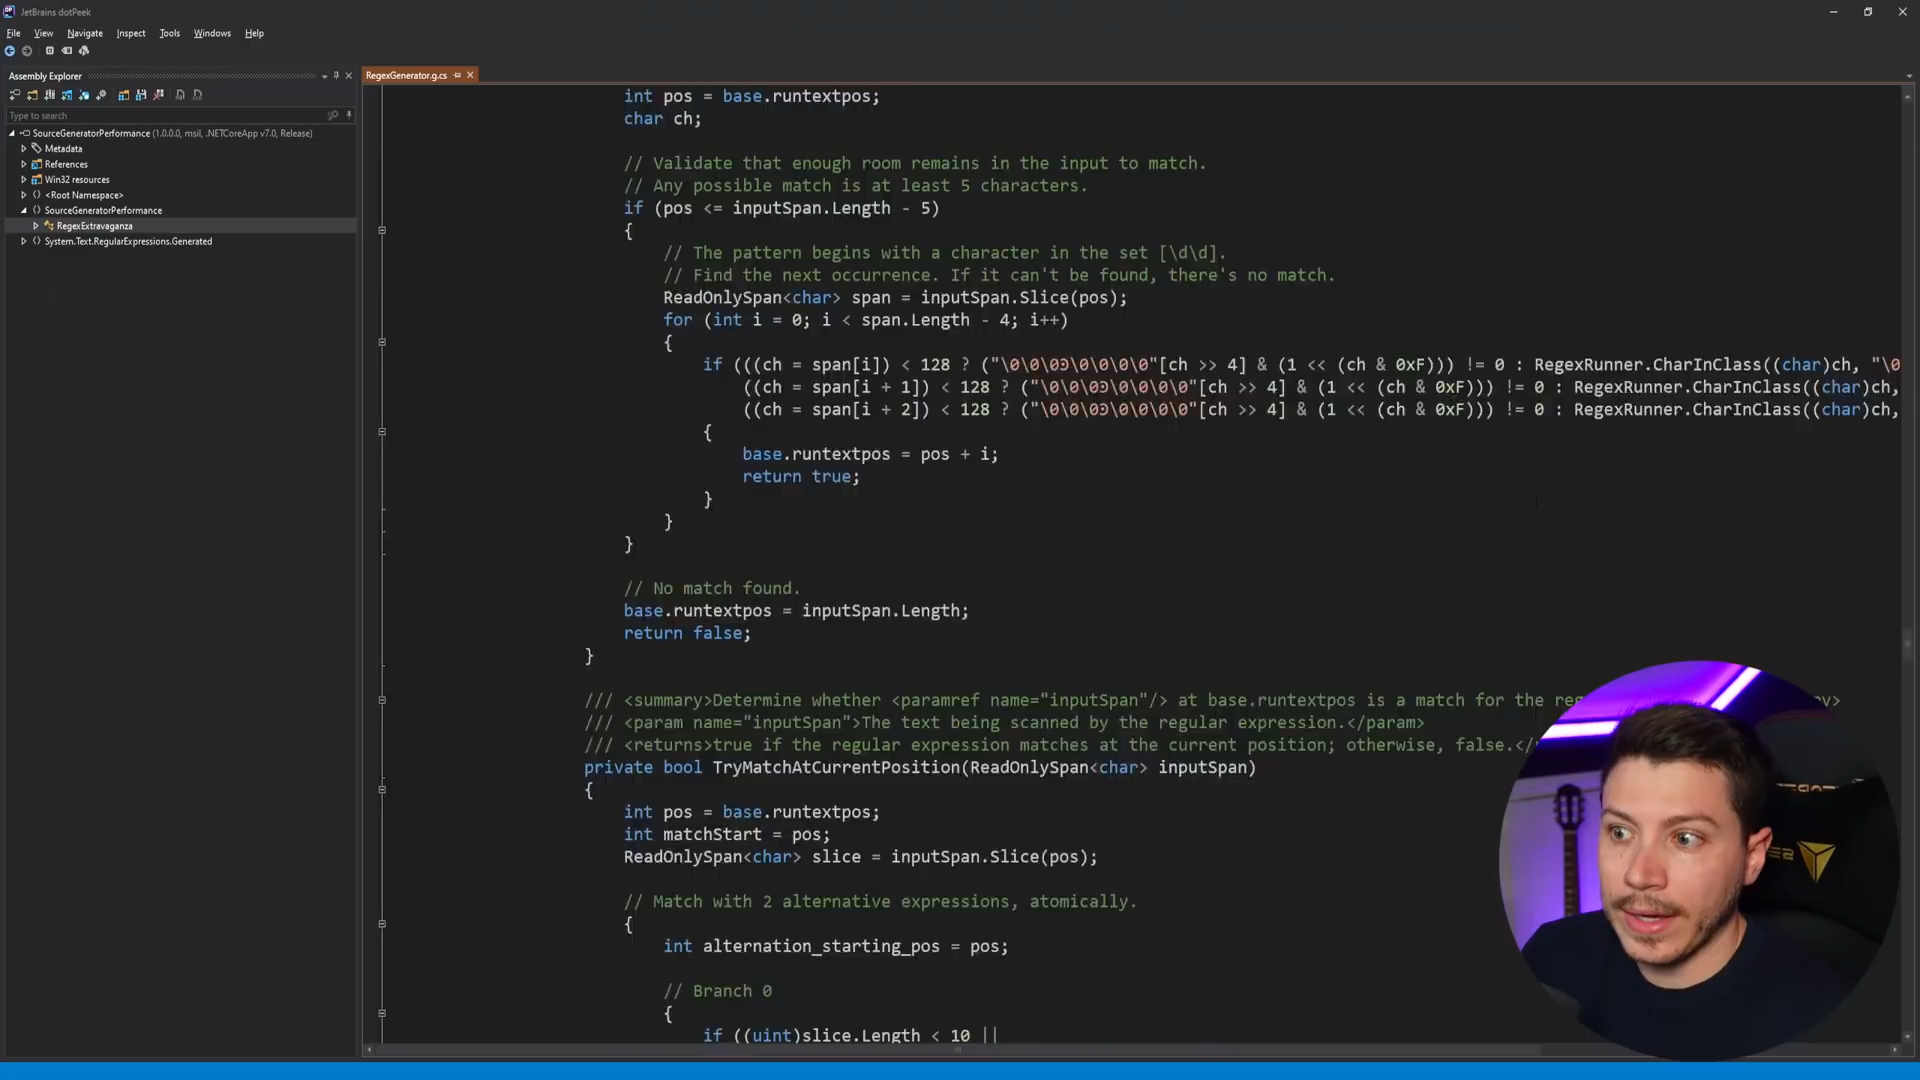 JetBrains dotPeek
File View Navigate Inspect Tools Windows Help
Assembly Explorer
Type to search
SourceGeneratorPerformance (1.0.0.0, msil, .NETCoreApp v7.0, Release)
Metadata
References
Win32 resources
<Root Namespace>
SourceGeneratorPerformance
RegexExtravaganza
System.Text.RegularExpressions.Generated
RegexGenerator.g.cs
int pos = base.runtextpos;
char ch;
// Validate that enough room remains in the input to match.
// Any possible match is at least 5 characters.
if (pos <= inputSpan.Length - 5)
{
// The pattern begins with a character in the set [\d\d].
// Find the next occurrence. If it can't be found, there's no match.
ReadOnlySpan<char> span = inputSpan.Slice(pos);
for (int i = 0; i < span.Length - 4; i++)
{
if (((ch = span[i]) < 128 ? ("\0\0\0Ͽ\0\0\0\0"[ch >> 4] & (1 << (ch & 0xF))) != 0 : RegexRunner.CharInClass((char)ch, "\0
((ch = span[i + 1]) < 128 ? ("\0\0\0Ͽ\0\0\0\0"[ch >> 4] & (1 << (ch & 0xF))) != 0 : RegexRunner.CharInClass((char)ch,
((ch = span[i + 2]) < 128 ? ("\0\0\0Ͽ\0\0\0\0"[ch >> 4] & (1 << (ch & 0xF))) != 0 : RegexRunner.CharInClass((char)ch,
{
base.runtextpos = pos + i;
return true;
}
}
}
// No match found.
base.runtextpos = inputSpan.Length;
return false;
}
/// <summary>Determine whether <paramref name="inputSpan"/> at base.runtextpos is a match for the
/// <param name="inputSpan">The text being scanned by the regular expression.</param>
/// <returns>true if the regular expression matches at the current position; otherwise, false.</
private bool TryMatchAtCurrentPosition(ReadOnlySpan<char> inputSpan)
{
int pos = base.runtextpos;
int matchStart = pos;
ReadOnlySpan<char> slice = inputSpan.Slice(pos);
// Match with 2 alternative expressions, atomically.
{
int alternation_starting_pos = pos;
// Branch 0
{
if ((uint)slice.Length < 10 ||